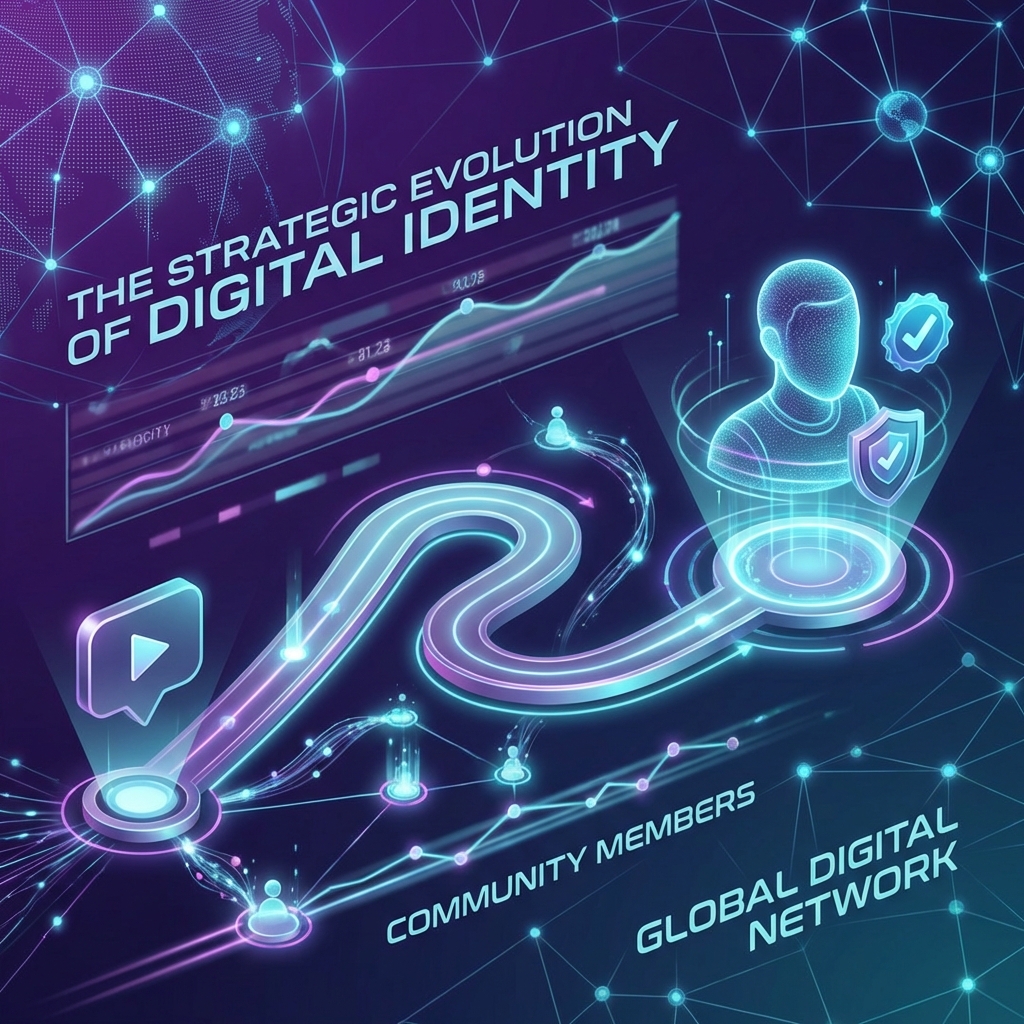 THE STRATEGIC EVOLUTION
OF DIGITAL IDENTITY
COMMUNITY MEMBERS
GLOBAL DIGITAL
NETWORK